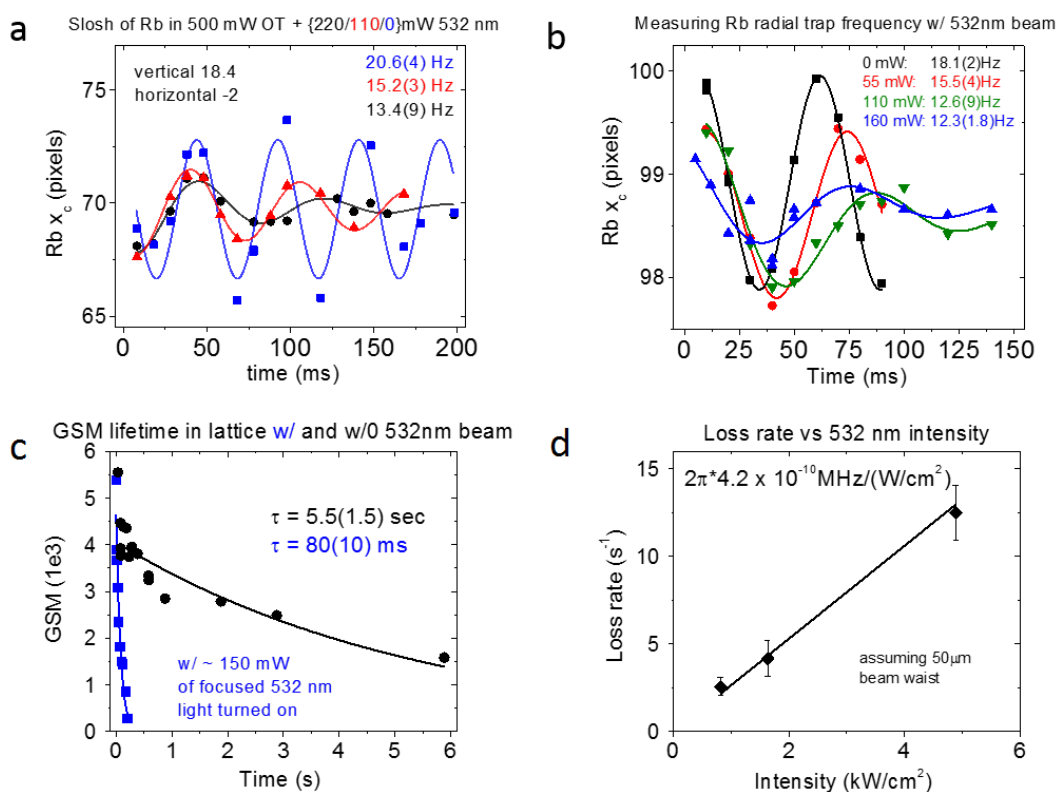 a
Slosh of Rb in 500 mW OT + {220/110/0}mW 532 nm
vertical 18.4
horizontal -2
20.6(4) Hz
15.2(3) Hz
13.4(9) Hz
75
70
65
Rb x_c (pixels)
0 50 100 150 200
time (ms)
b
Measuring Rb radial trap frequency w/ 532nm beam
0 mW: 18.1(2)Hz
55 mW: 15.5(4)Hz
110 mW: 12.6(9)Hz
160 mW: 12.3(1.8)Hz
100
99
98
Rb x_c (pixels)
0 25 50 75 100 125 150
Time (ms)
c
GSM lifetime in lattice w/ and w/0 532nm beam
τ = 5.5(1.5) sec
τ = 80(10) ms
w/ ~ 150 mW
of focused 532 nm
light turned on
6
5
4
3
2
1
0
GSM (1e3)
0 1 2 3 4 5 6
Time (s)
d
Loss rate vs 532 nm intensity
2π*4.2 x 10^-10 MHz/(W/cm²)
assuming 50μm
beam waist
15
10
5
0
Loss rate (s⁻¹)
0 2 4 6
Intensity (kW/cm²)